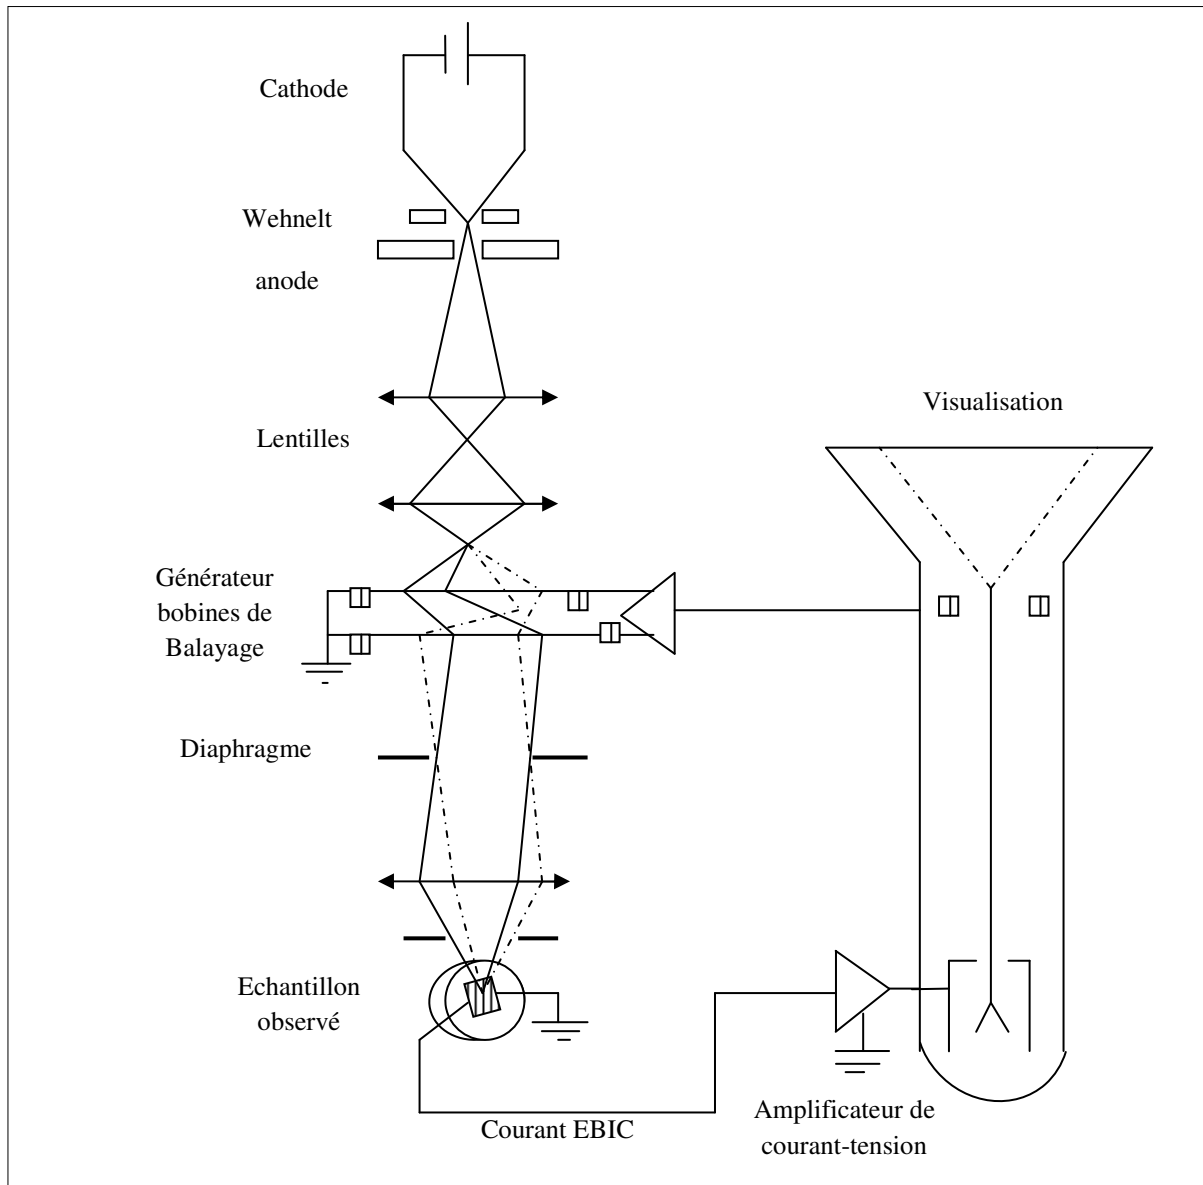 Cathode
Wehnelt
anode
Visualisation
Lentilles
Générateur
bobines de
Balayage
Diaphragme
Echantillon
observé
Amplificateur de
courant-tension
Courant EBIC